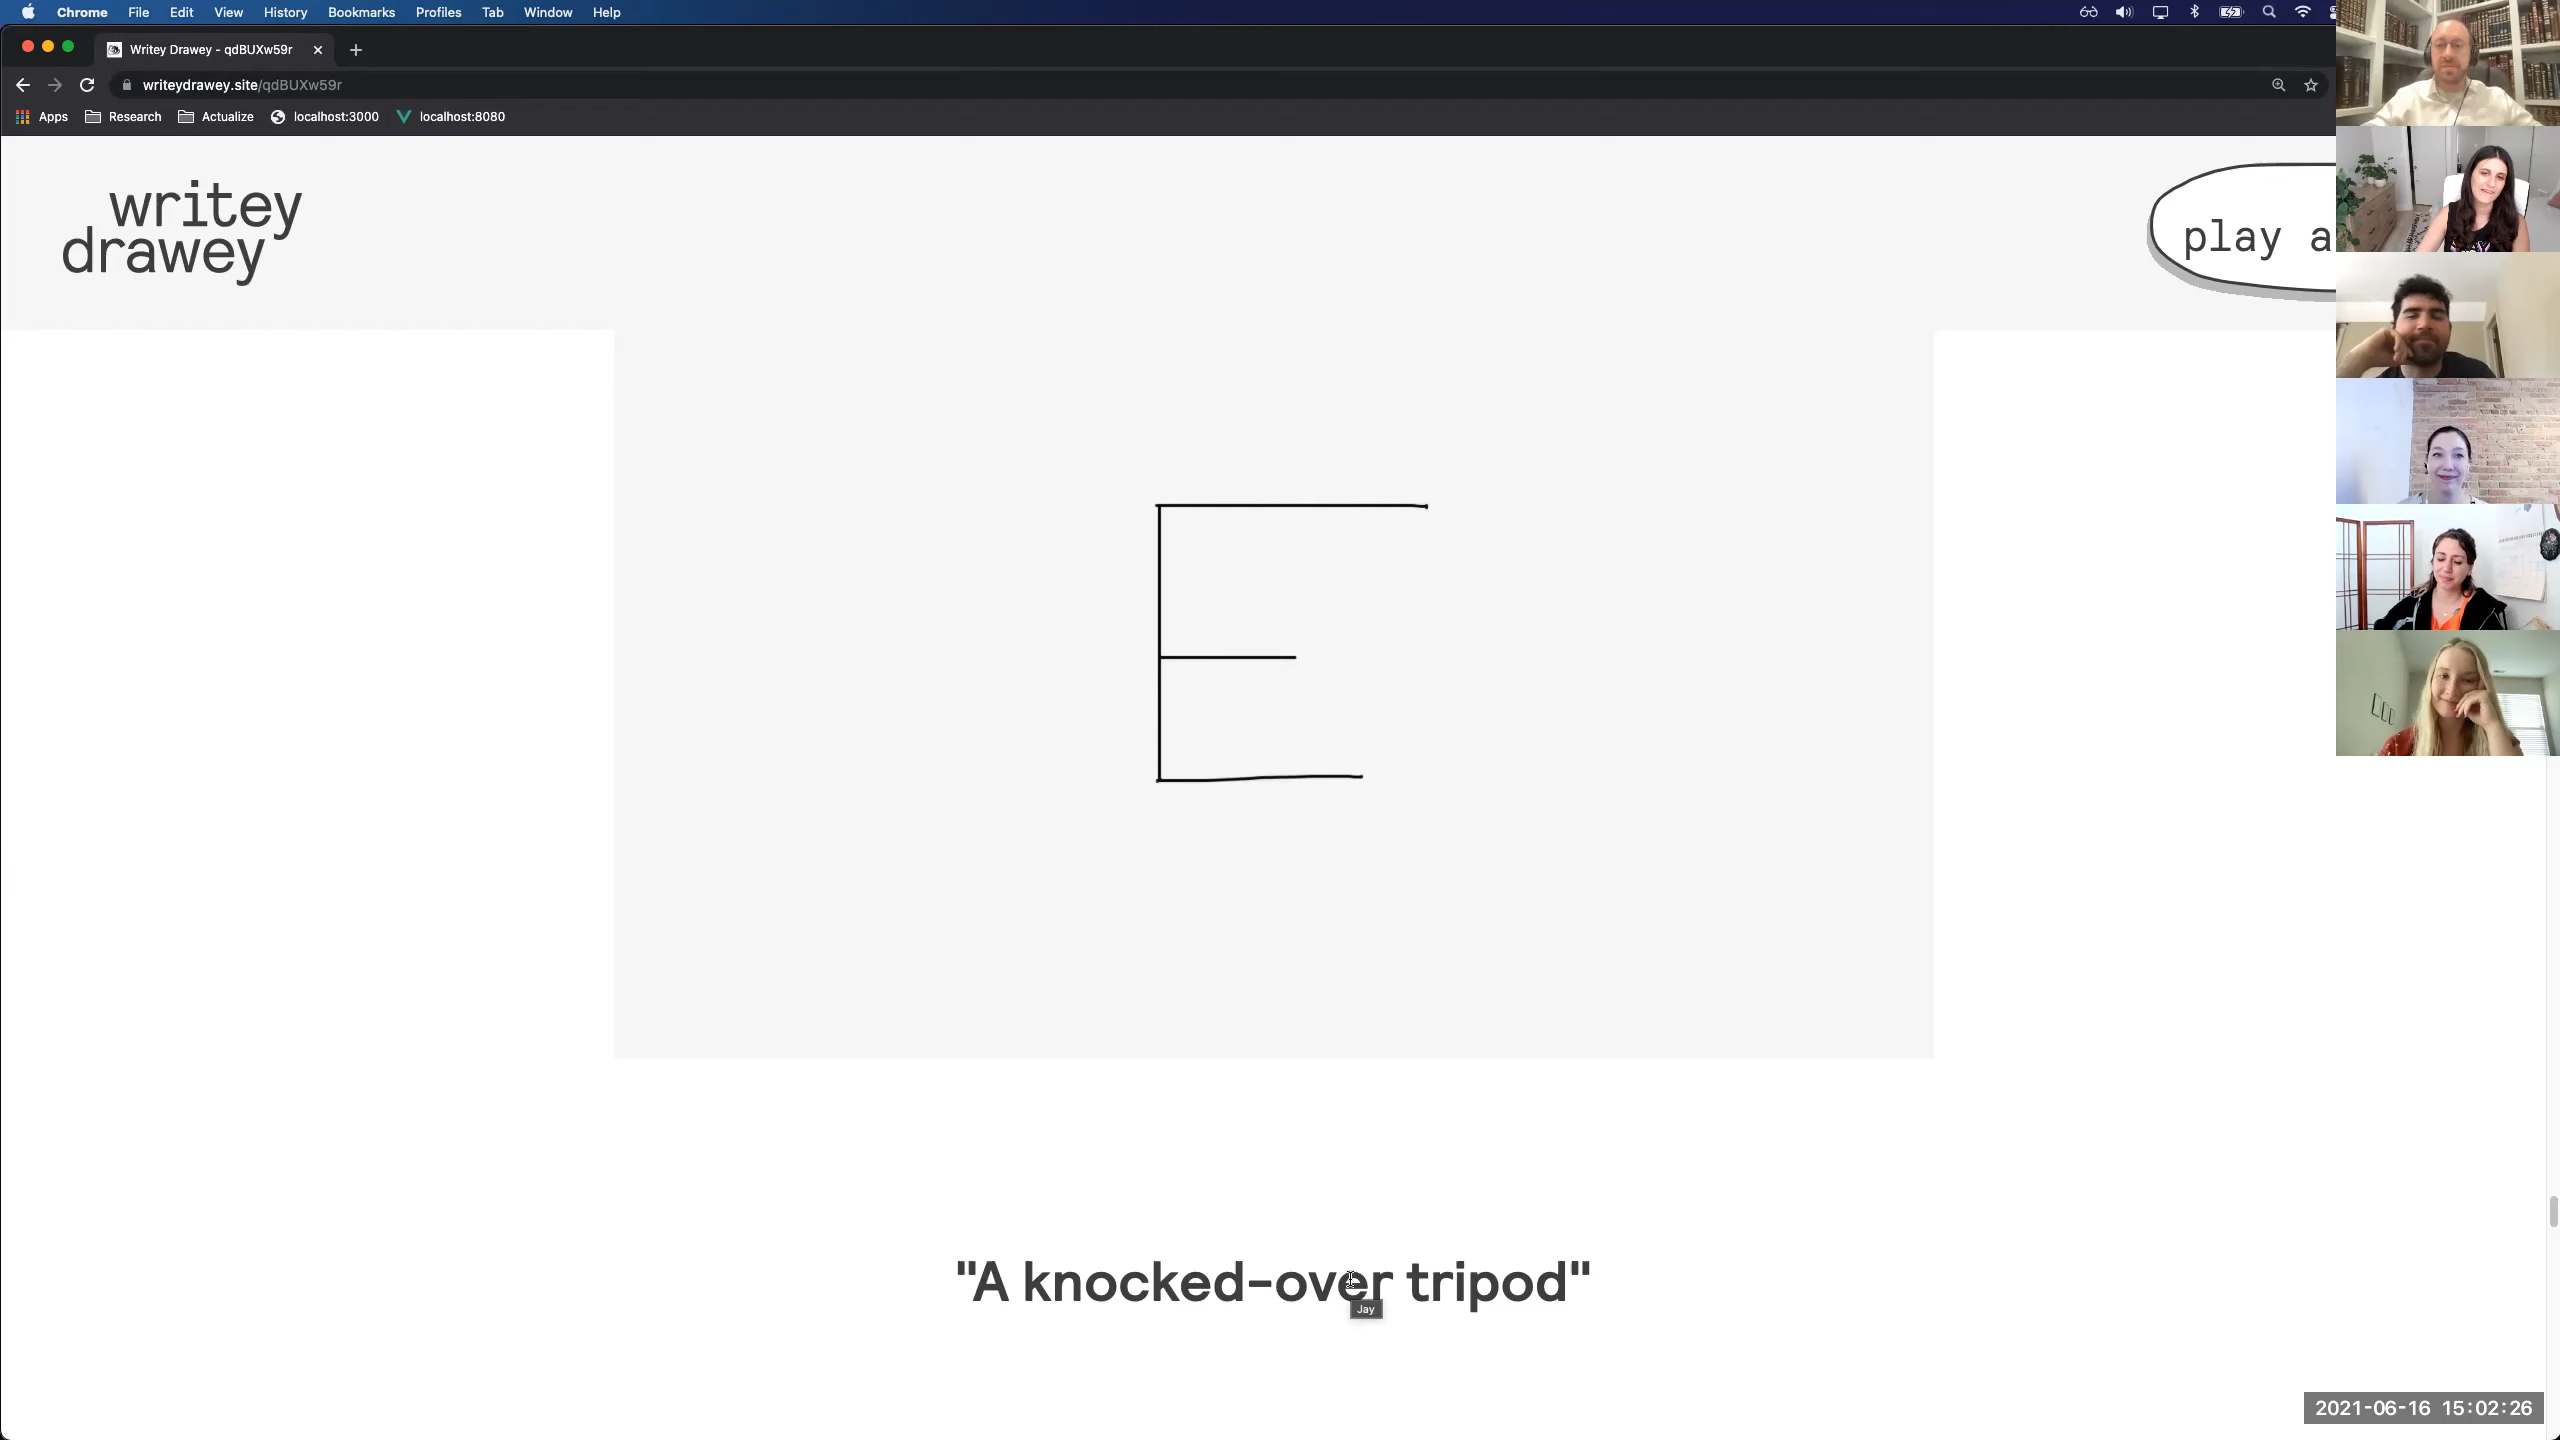 Chrome File Edit View History Bookmarks Profiles Tab Window Help
Writey Drawey - qdBUXw59r
writeydrawey.site/qdBUXw59r
Apps Research Actualize localhost:3000 localhost:8080
writey
drawey
play a
E
"A knocked-over tripod"
Jay
2021-06-16 15:02:26